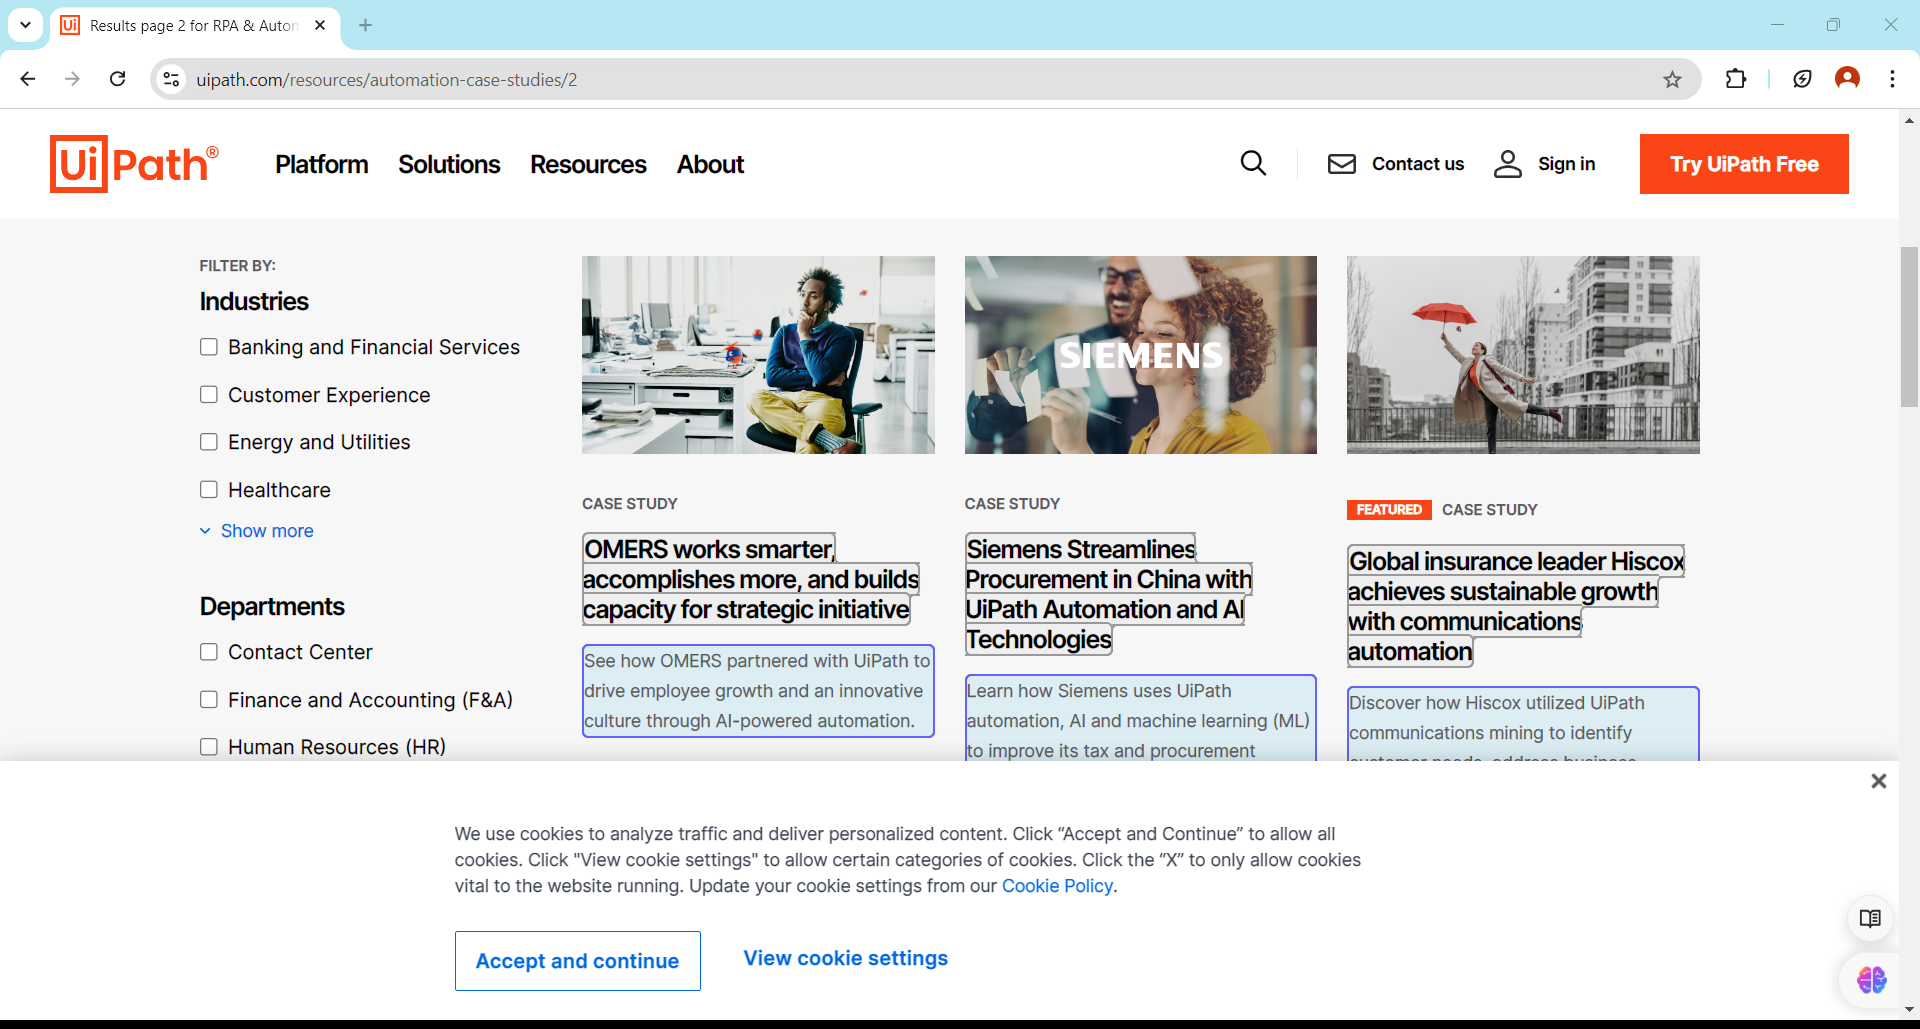 Results page 2 for RPA & Autom
uipath.com/resources/automation-case-studies/2
UiPath®
Platform
Solutions
Resources
About
Contact us
Sign in
Try UiPath Free
FILTER BY:
Industries
Banking and Financial Services
Customer Experience
Energy and Utilities
Healthcare
Show more
Departments
Contact Center
Finance and Accounting (F&A)
Human Resources (HR)
CASE STUDY
OMERS works smarter,
accomplishes more, and builds
capacity for strategic initiative
See how OMERS partnered with UiPath to
drive employee growth and an innovative
culture through AI-powered automation.
SIEMENS
CASE STUDY
Siemens Streamlines
Procurement in China with
UiPath Automation and AI
Technologies
Learn how Siemens uses UiPath
automation, AI and machine learning (ML)
to improve its tax and procurement
FEATURED CASE STUDY
Global insurance leader Hiscox
achieves sustainable growth
with communications
automation
Discover how Hiscox utilized UiPath
communications mining to identify
customer needs, address business
We use cookies to analyze traffic and deliver personalized content. Click “Accept and Continue” to allow all
cookies. Click "View cookie settings" to allow certain categories of cookies. Click the “X” to only allow cookies
vital to the website running. Update your cookie settings from our Cookie Policy.
Accept and continue
View cookie settings